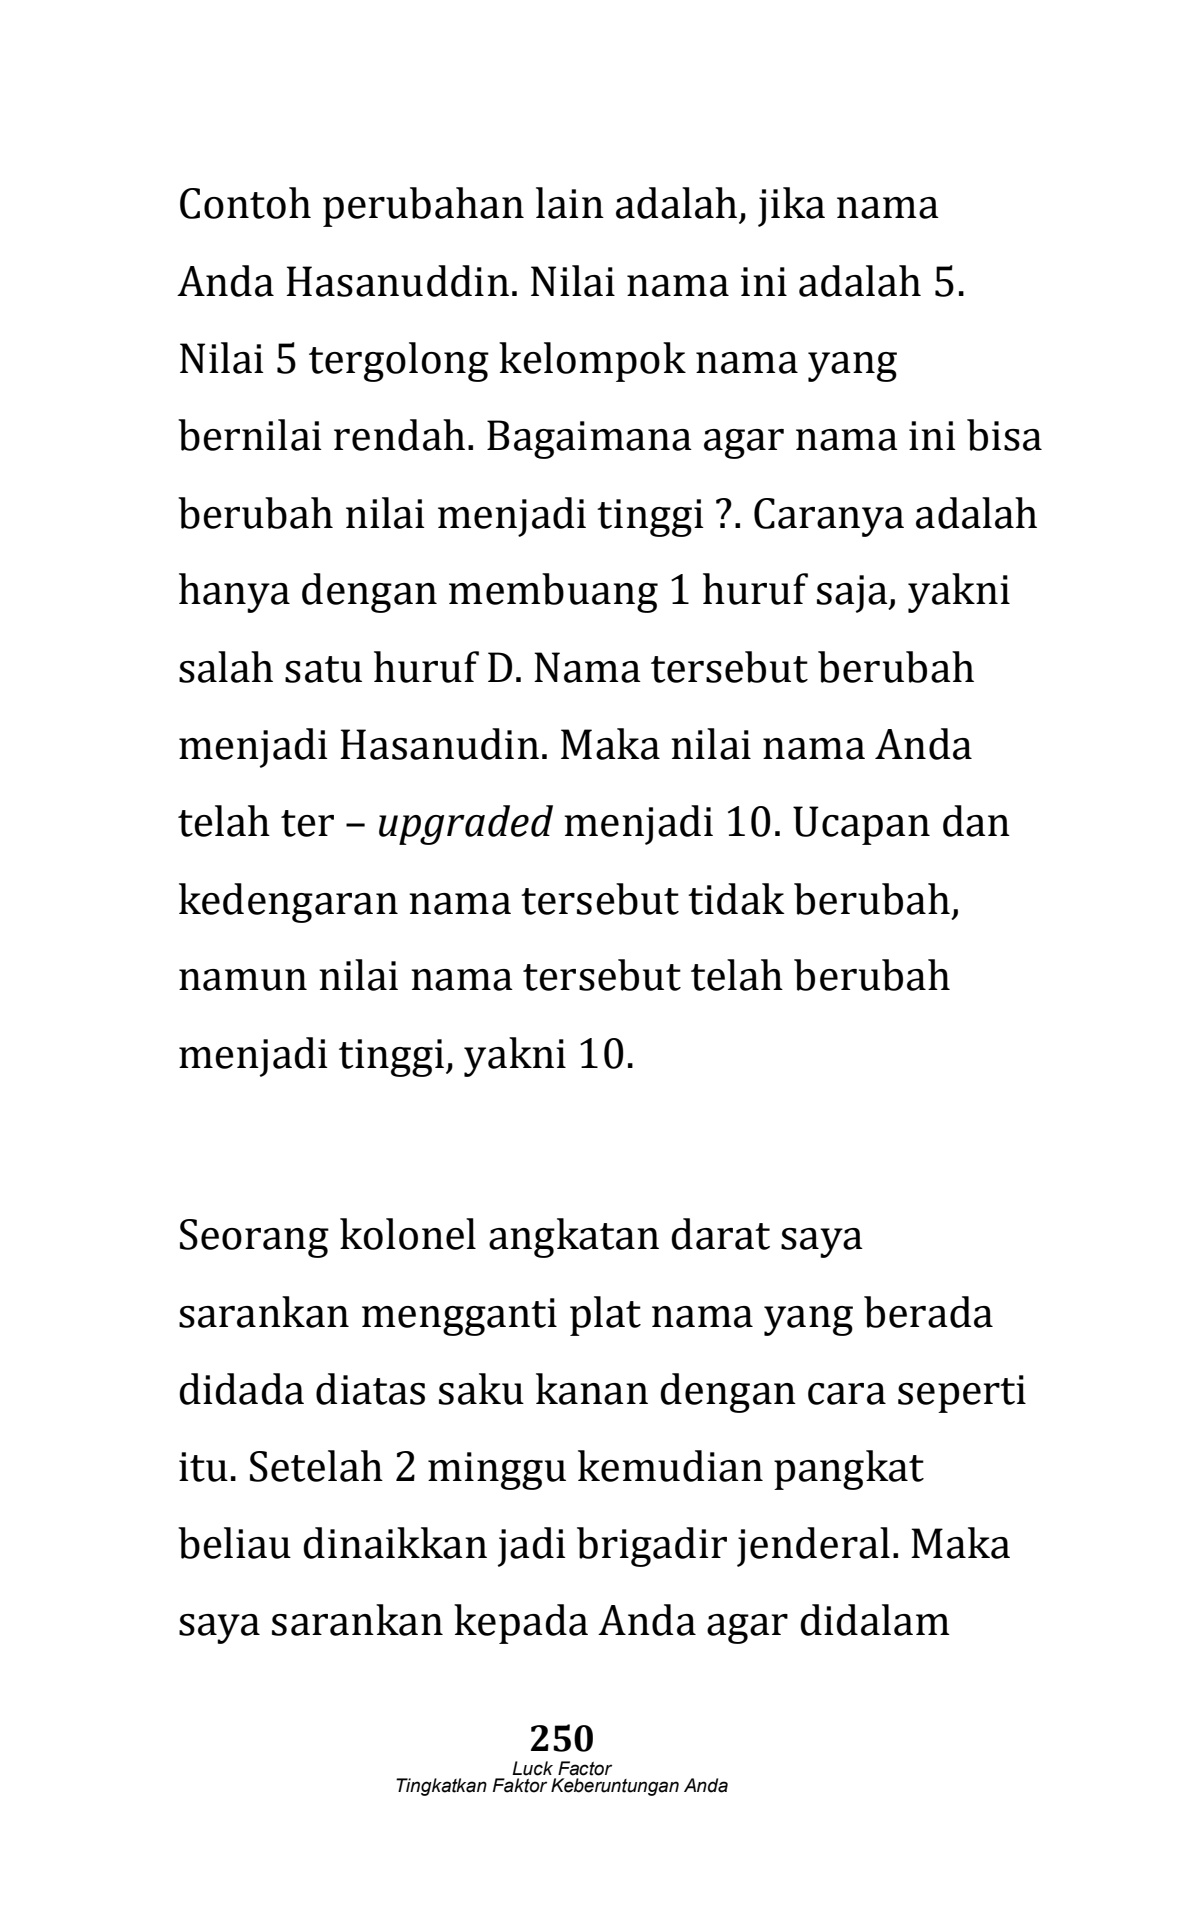 Contoh perubahan lain adalah, jika nama
Anda Hasanuddin. Nilai nama ini adalah 5.
Nilai 5 tergolong kelompok nama yang
bernilai rendah. Bagaimana agar nama ini bisa
berubah nilai menjadi tinggi ?. Caranya adalah
hanya dengan membuang 1 huruf saja, yakni
salah satu huruf D. Nama tersebut berubah
menjadi Hasanudin. Maka nilai nama Anda
telah ter – upgraded menjadi 10. Ucapan dan
kedengaran nama tersebut tidak berubah,
namun nilai nama tersebut telah berubah
menjadi tinggi, yakni 10.
Seorang kolonel angkatan darat saya
sarankan mengganti plat nama yang berada
didada diatas saku kanan dengan cara seperti
itu. Setelah 2 minggu kemudian pangkat
beliau dinaikkan jadi brigadir jenderal. Maka
saya sarankan kepada Anda agar didalam
250
Luck Factor
Tingkatkan Faktor Keberuntungan Anda